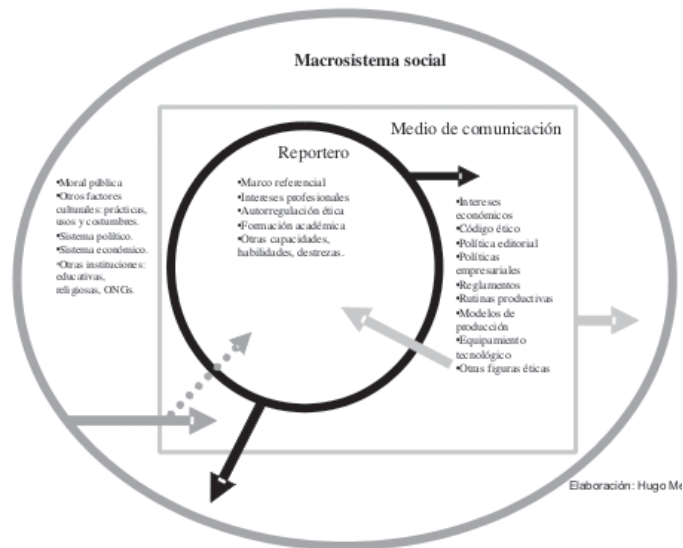 Macrosistema social
Medio de comunicación
Reportero
•Moral pública
•Otros factores
culturales: prácticas,
usos y costumbres.
•Sistema político.
•Sistema económico.
•Otras instituciones:
educativas,
religiosas, ONGs.
•Marco referencial
•Intereses profesionales
•Autorregulación ética
•Formación académica
•Otras capacidades,
habilidades, destrezas.
•Intereses
económicos
•Código ético
•Política editorial
•Políticas
empresariales
•Reglamentos
•Rutinas productivas
•Modelos de
producción
•Equipamiento
tecnológico
•Otras figuras éticas
Elaboración: Hugo Me